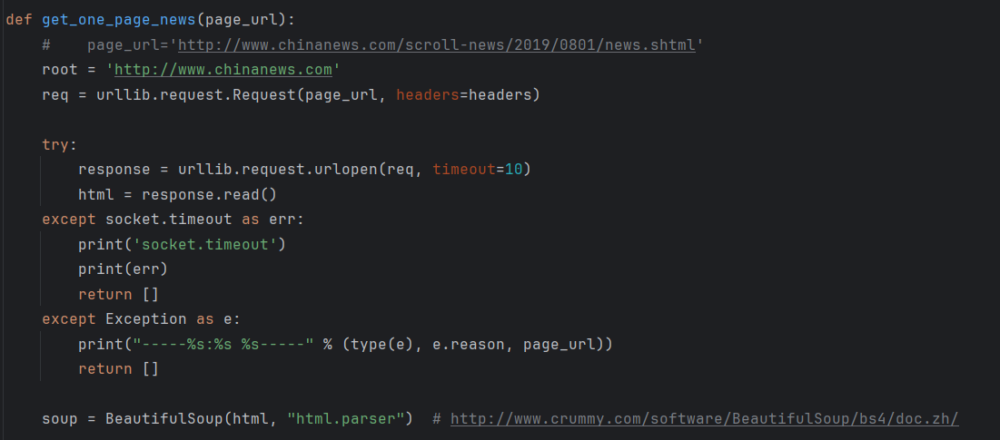 def get_one_page_news(page_url):
    #    page_url='http://www.chinanews.com/scroll-news/2019/0801/news.shtml'
    root = 'http://www.chinanews.com'
    req = urllib.request.Request(page_url, headers=headers)

    try:
        response = urllib.request.urlopen(req, timeout=10)
        html = response.read()
    except socket.timeout as err:
        print('socket.timeout')
        print(err)
        return []
    except Exception as e:
        print("-----%s:%s %s-----" % (type(e), e.reason, page_url))
        return []

    soup = BeautifulSoup(html, "html.parser")  # http://www.crummy.com/software/BeautifulSoup/bs4/doc.zh/